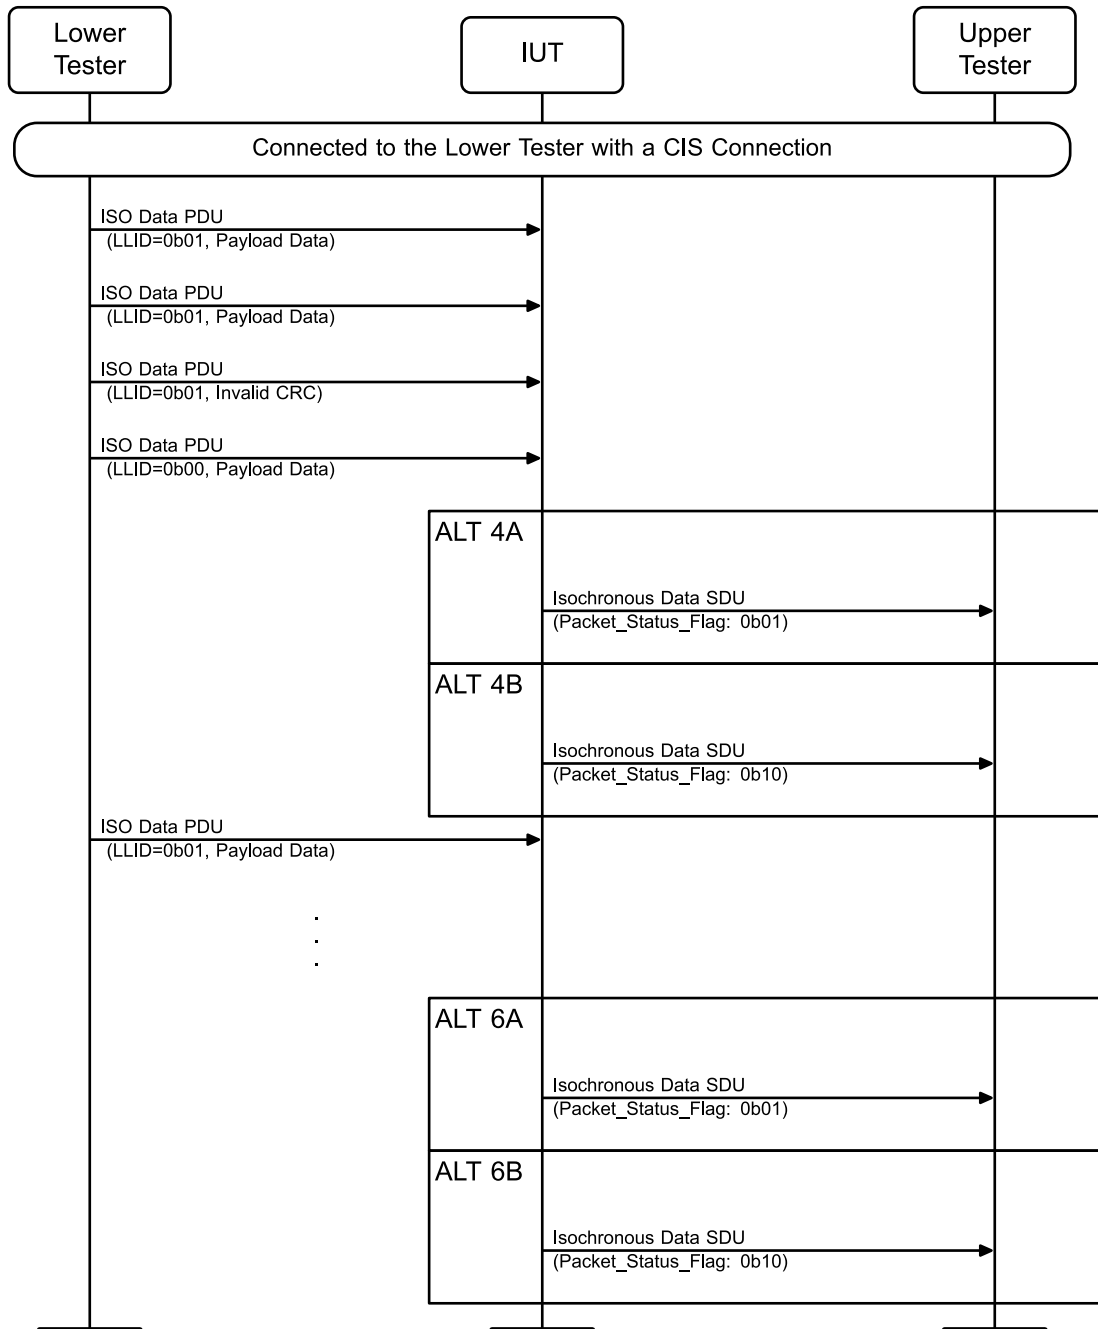 Lower
Tester
IUT
Upper
Tester
Connected to the Lower Tester with a CIS Connection
ISO Data PDU
(LLID=0b01, Payload Data)
ISO Data PDU
(LLID=0b01, Payload Data)
ISO Data PDU
(LLID=0b01, Invalid CRC)
ISO Data PDU
(LLID=0b00, Payload Data)
ALT 4A
Isochronous Data SDU
(Packet_Status_Flag: 0b01)
ALT 4B
Isochronous Data SDU
(Packet_Status_Flag: 0b10)
ISO Data PDU
(LLID=0b01, Payload Data)
.
.
.
ALT 6A
Isochronous Data SDU
(Packet_Status_Flag: 0b01)
ALT 6B
Isochronous Data SDU
(Packet_Status_Flag: 0b10)